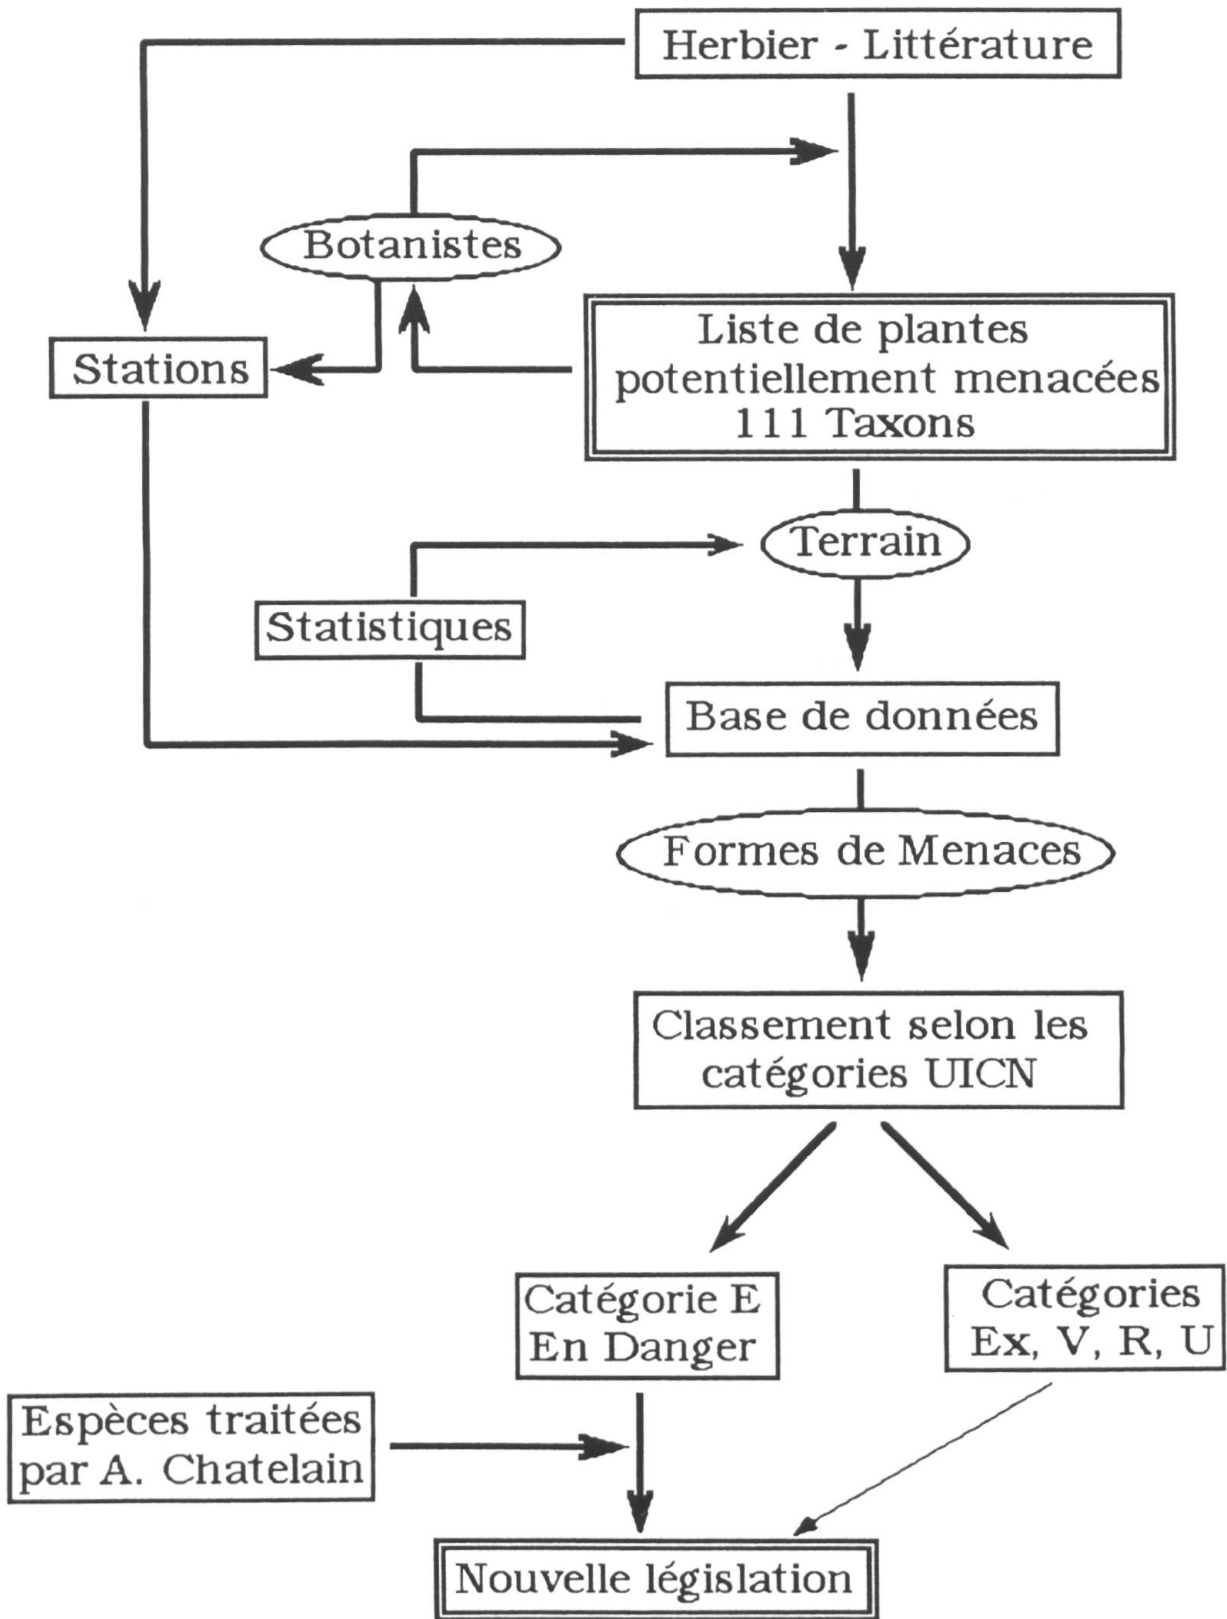 Herbier - Littérature
Botanistes
Liste de plantes
potentiellement menacées
111 Taxons
Stations
Terrain
Statistiques
Base de données
Formes de Menaces
Classement selon les
catégories UICN
Catégorie E
En Danger
Catégories
Ex, V, R, U
Espèces traitées
par A. Chatelain
Nouvelle législation